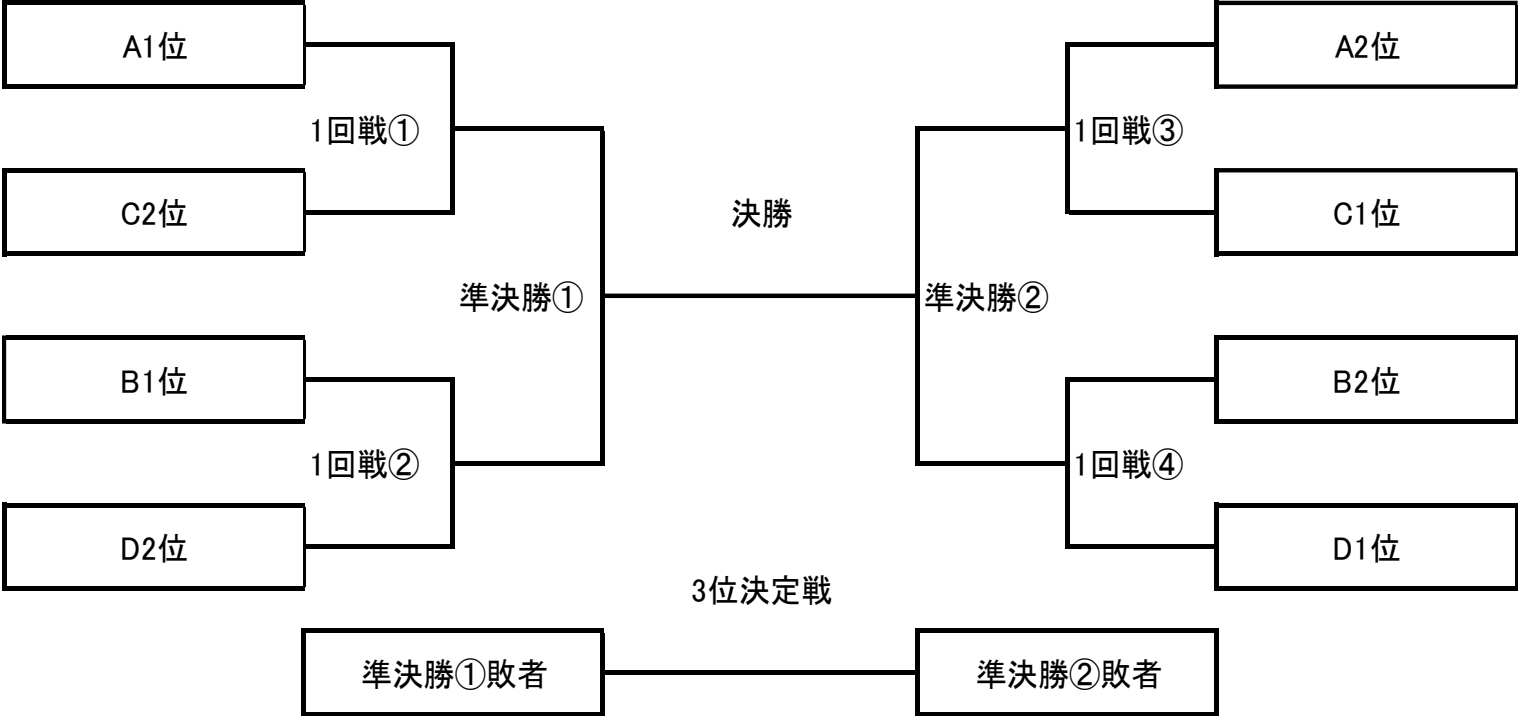 A1位
A2位
1回戦①
1回戦③
C2位
決勝
C1位
準決勝①
準決勝②
B1位
B2位
1回戦②
1回戦④
D2位
D1位
3位決定戦
準決勝①敗者
準決勝②敗者